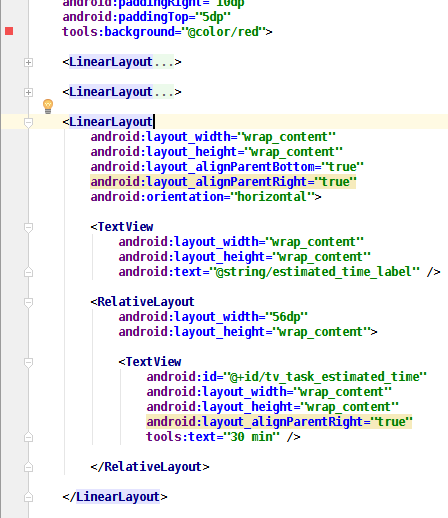 android:paddingRight="10dp"
android:paddingTop="5dp"
tools:background="@color/red">
<LinearLayout...>
<LinearLayout...>
<LinearLayout
android:layout_width="wrap_content"
android:layout_height="wrap_content"
android:layout_alignParentBottom="true"
android:layout_alignParentRight="true"
android:orientation="horizontal">
<TextView
android:layout_width="wrap_content"
android:layout_height="wrap_content"
android:text="@string/estimated_time_label" />
<RelativeLayout
android:layout_width="56dp"
android:layout_height="wrap_content">
<TextView
android:id="@+id/tv_task_estimated_time"
android:layout_width="wrap_content"
android:layout_height="wrap_content"
android:layout_alignParentRight="true"
tools:text="30 min" />
</RelativeLayout>
</LinearLayout>